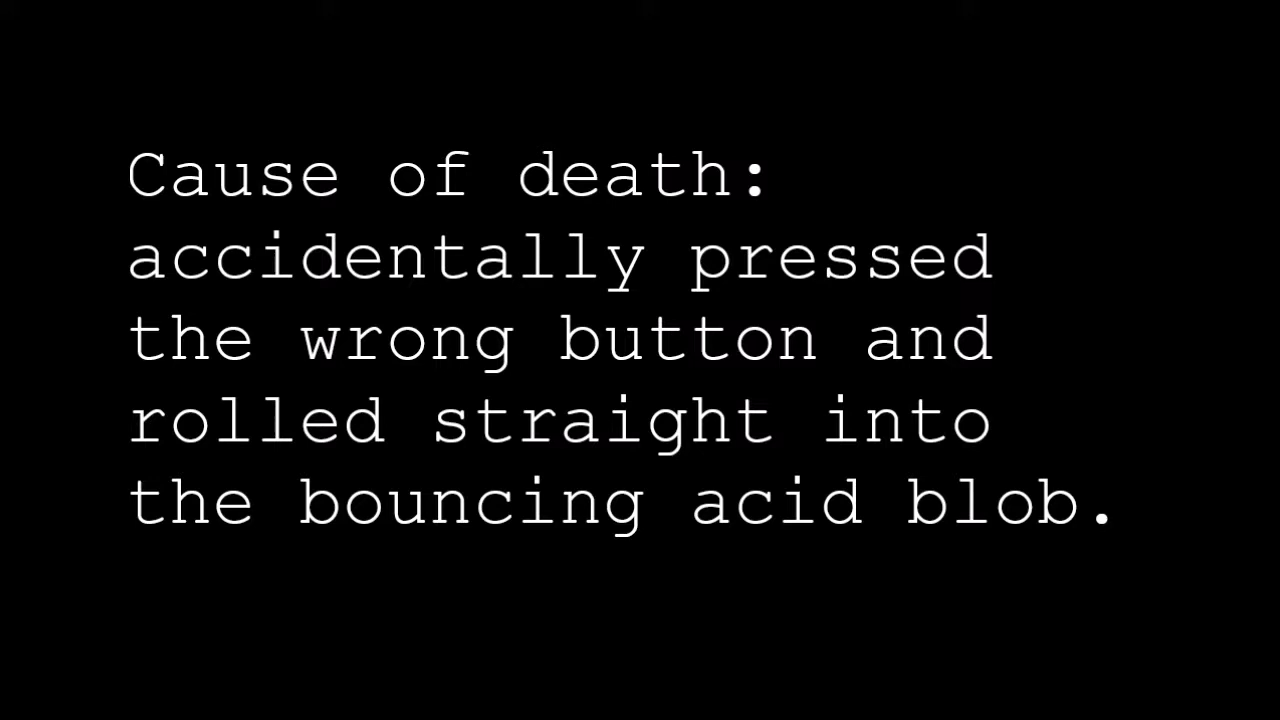 Cause of death:
accidentally pressed
the wrong button and
rolled straight into
the bouncing acid blob.